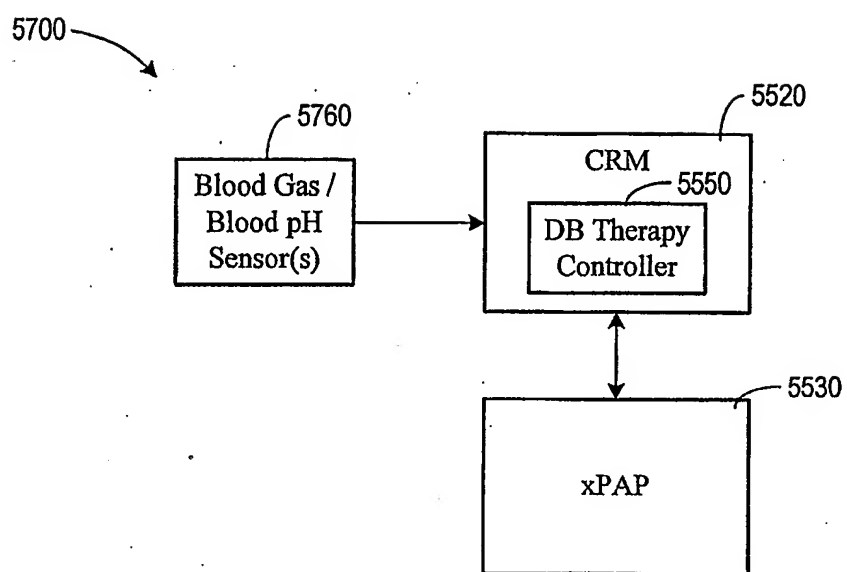 5700
5760
Blood Gas /
Blood pH
Sensor(s)
5520
CRM
5550
DB Therapy
Controller
5530
xPAP